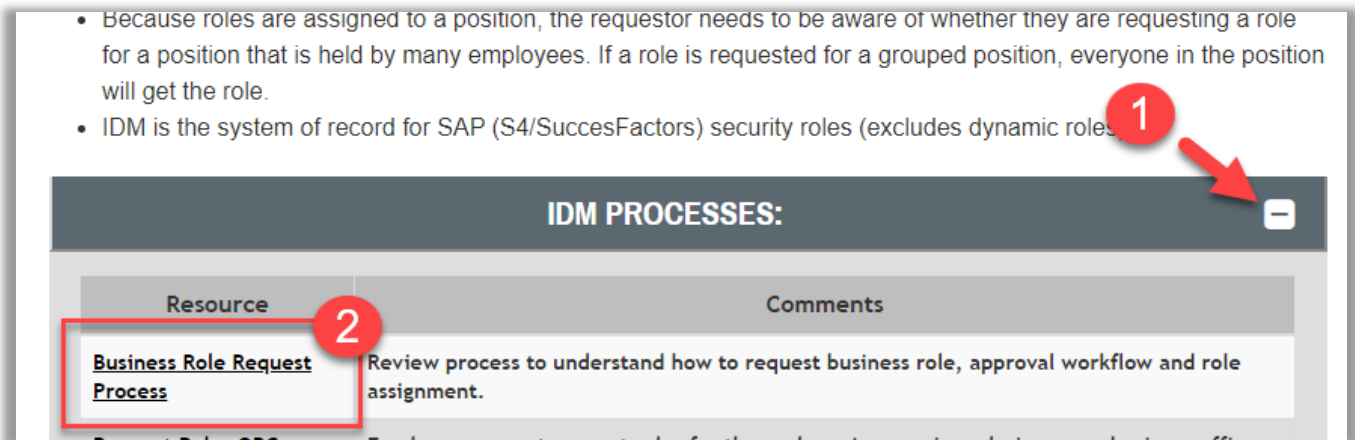 • Because roles are assigned to a position, the requestor needs to be aware of whether they are requesting a role
for a position that is held by many employees. If a role is requested for a grouped position, everyone in the position
will get the role.
• IDM is the system of record for SAP (S4/SuccesFactors) security roles (excludes dynamic roles
1
IDM PROCESSES:
Resource
Comments
2
Business Role Request
Process
Review process to understand how to request business role, approval workflow and role
assignment.